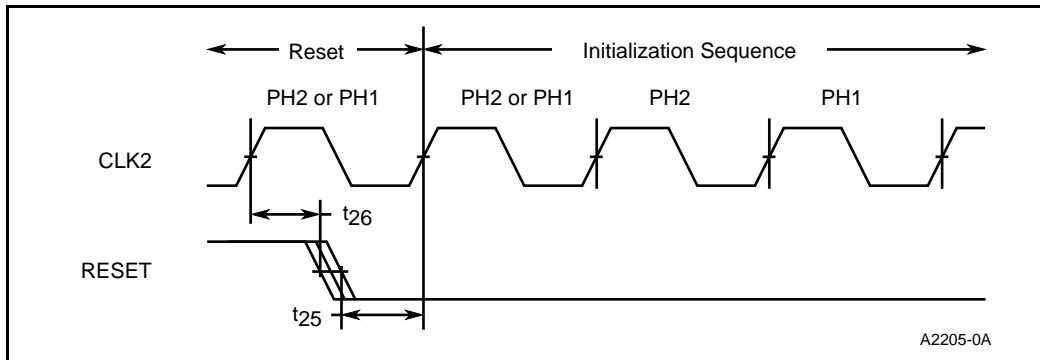 Reset Initialization Sequence
PH2 or PH1 PH2 or PH1 PH2 PH1
CLK2
t26
RESET
t25
A2205-0A